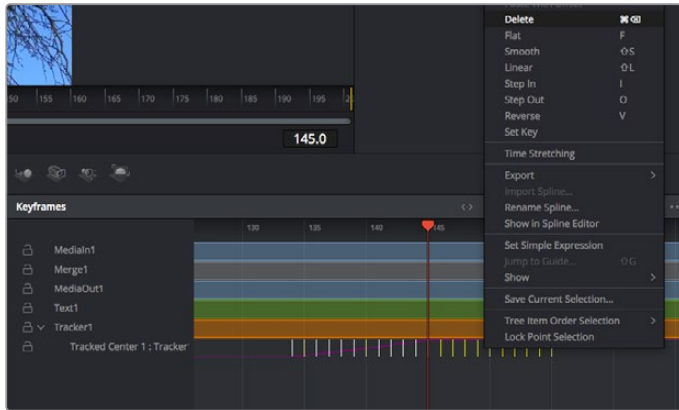 Delete ⌘⌫
Flat F
Smooth ⇧S
Linear ⇧L
Step In I
Step Out O
Reverse V
Set Key
Time Stretching
Export >
Import Spline...
Rename Spline...
Show in Spline Editor
Set Simple Expression
Jump to Guide... ⇧G
Show >
Save Current Selection...
Tree Item Order Selection >
Lock Point Selection
155 160 165 170 175 180 185 190 195
145.0
Keyframes
130 135 140 145
MediaIn1
Merge1
MediaOut1
Text1
Tracker1
Tracked Center 1 : Tracker